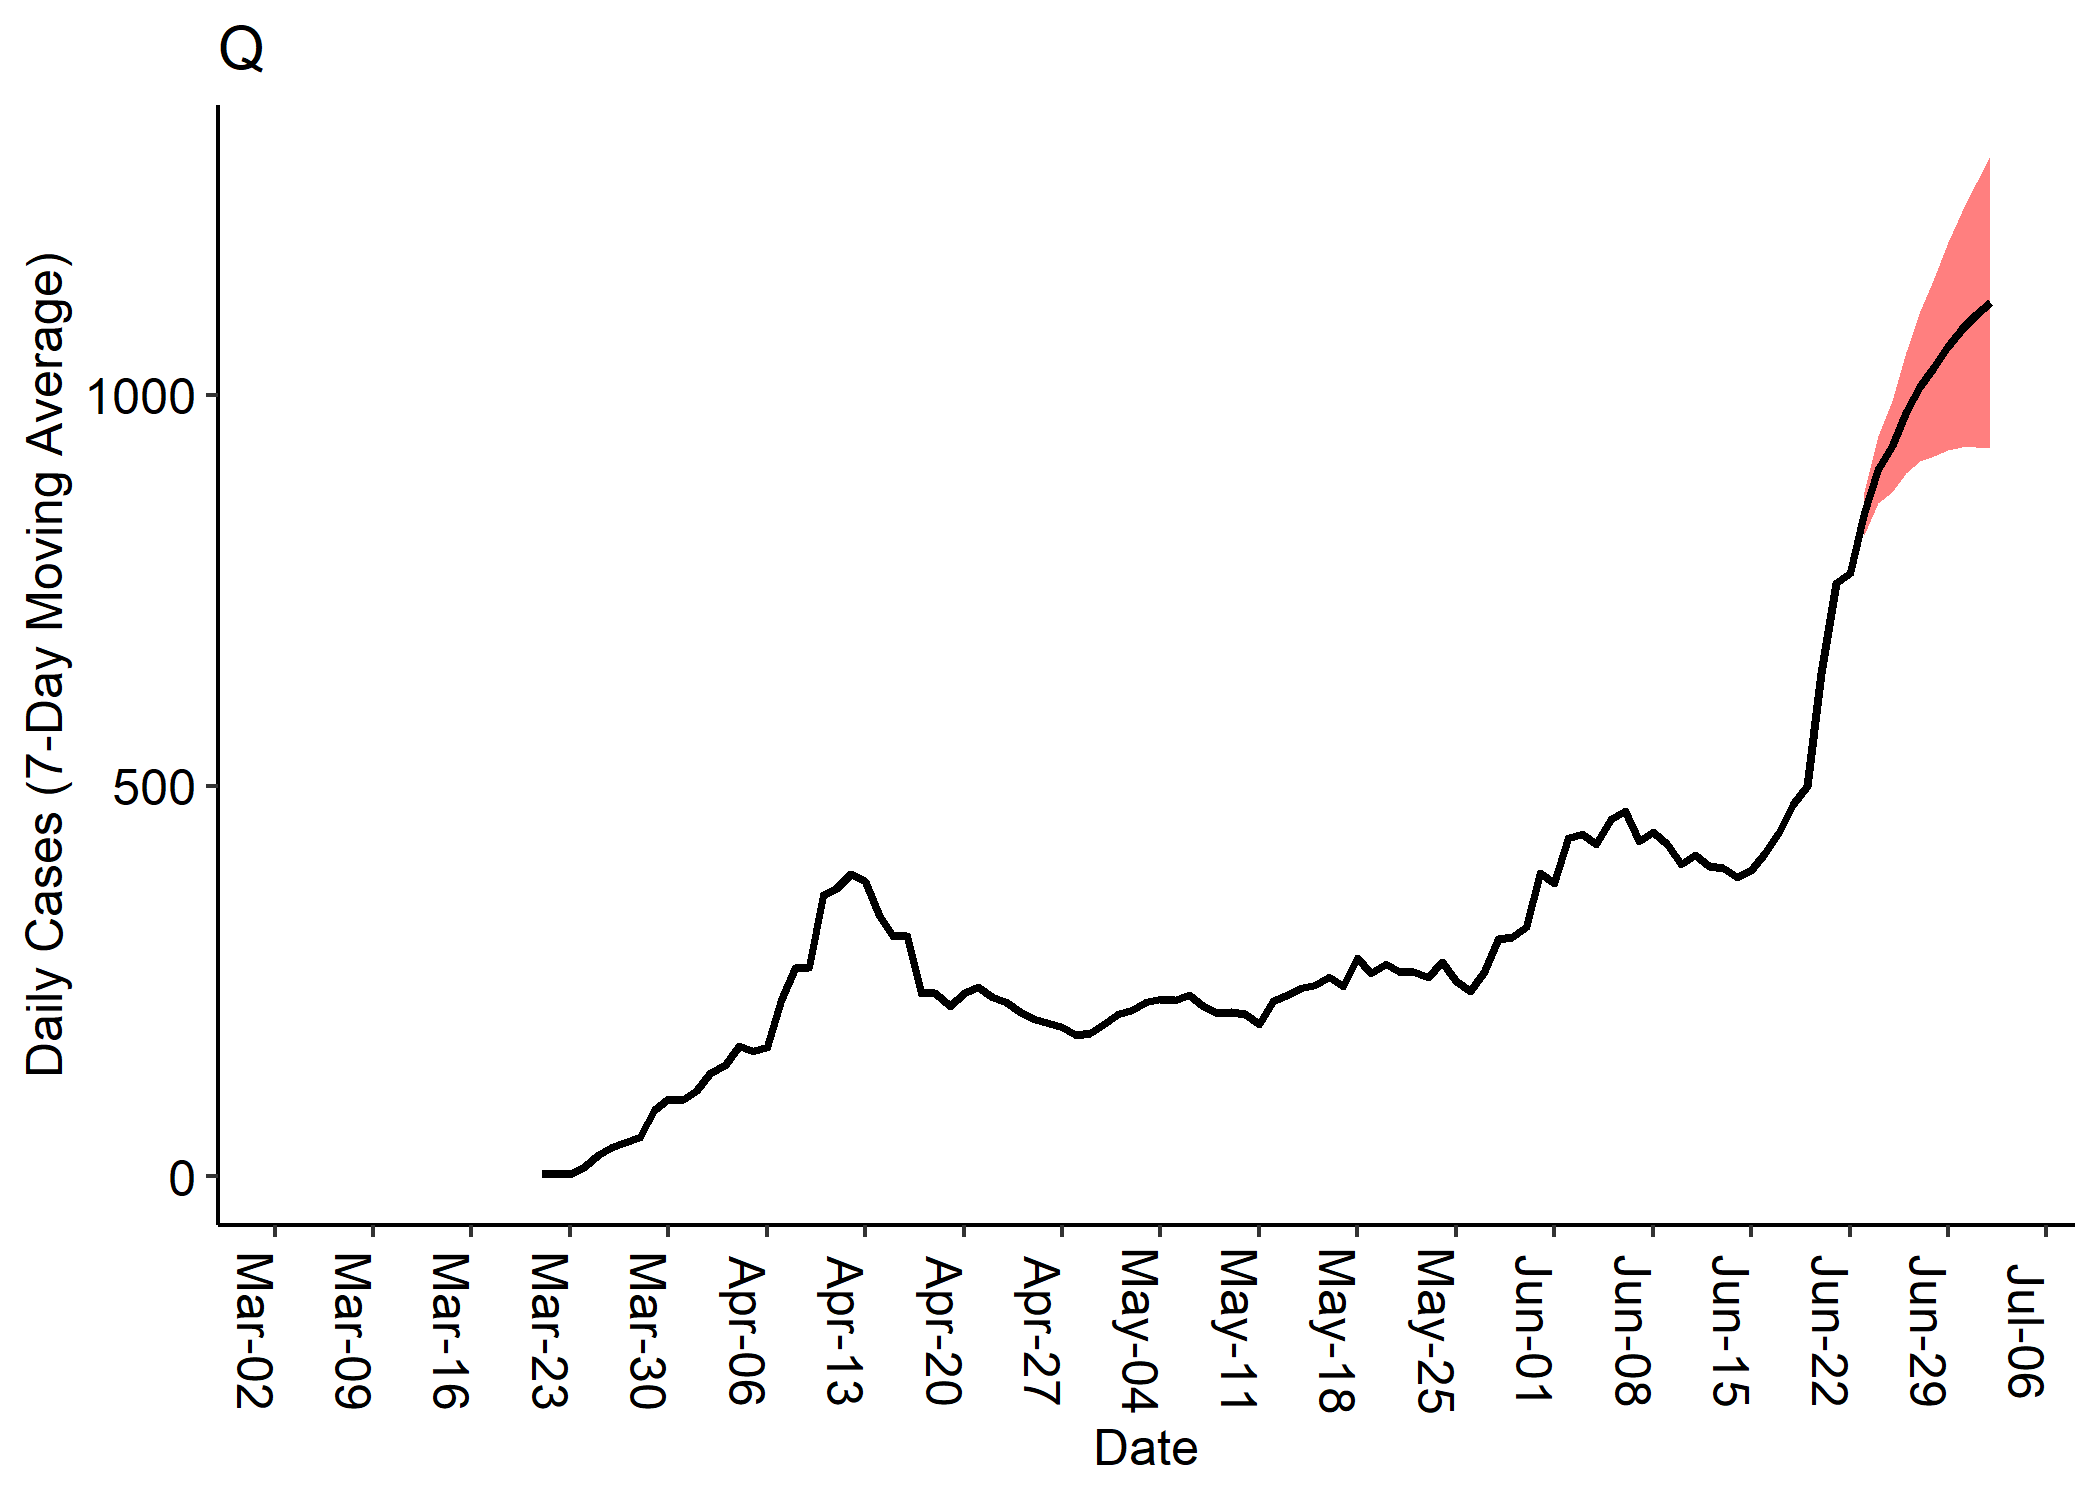 Q
Daily Cases (7-Day Moving Average)
1000
500
0
Mar-02
Mar-09
Mar-16
Mar-23
Mar-30
Apr-06
Apr-13
Apr-20
Apr-27
May-04
May-11
May-18
May-25
Jun-01
Jun-08
Jun-15
Jun-22
Jun-29
Jul-06
Date